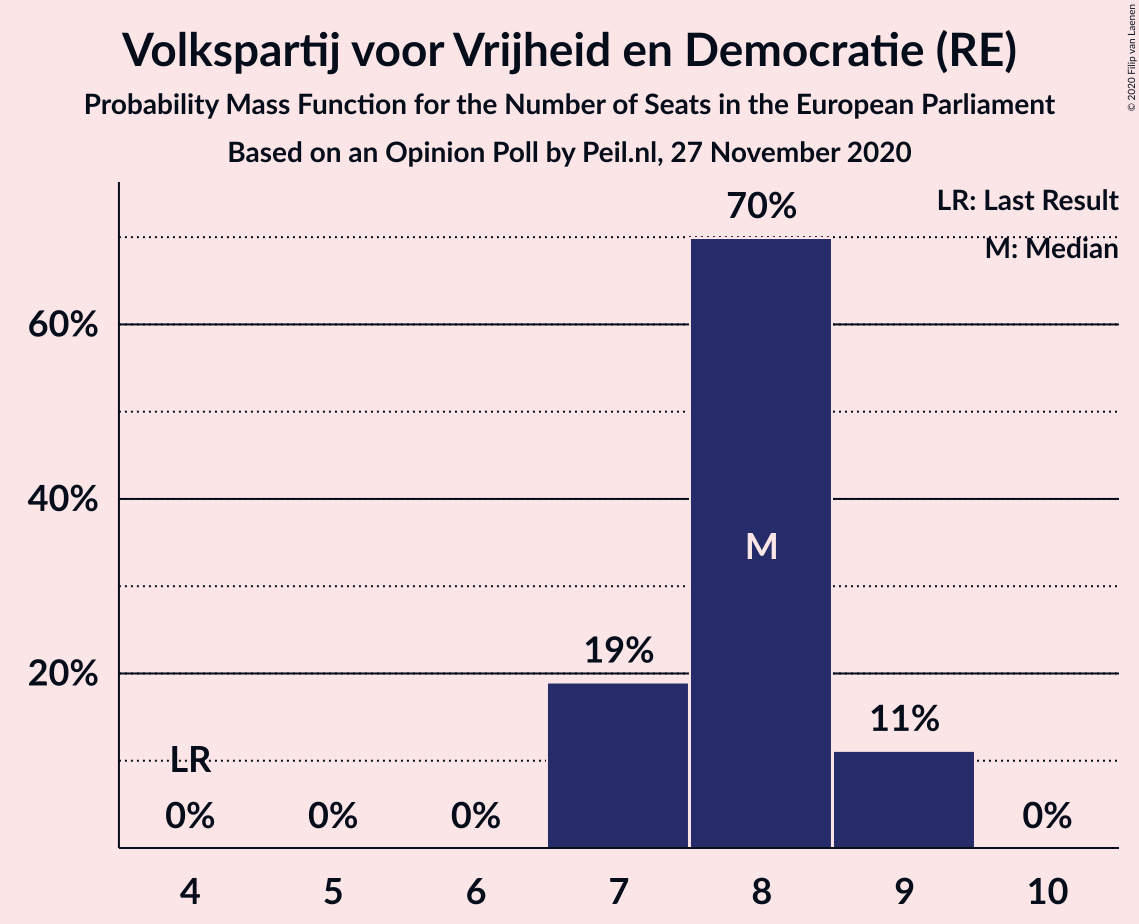 Volkspartij voor Vrijheid en Democratie (RE)
Probability Mass Function for the Number of Seats in the European Parliament
Based on an Opinion Poll by Peil.nl, 27 November 2020
© 2020 Filip van Laenen
LR: Last Result
M: Median
70%
60%
40%
M
19%
20%
11%
LR
0%
0%
0%
0%
4
5
6
7
8
9
10